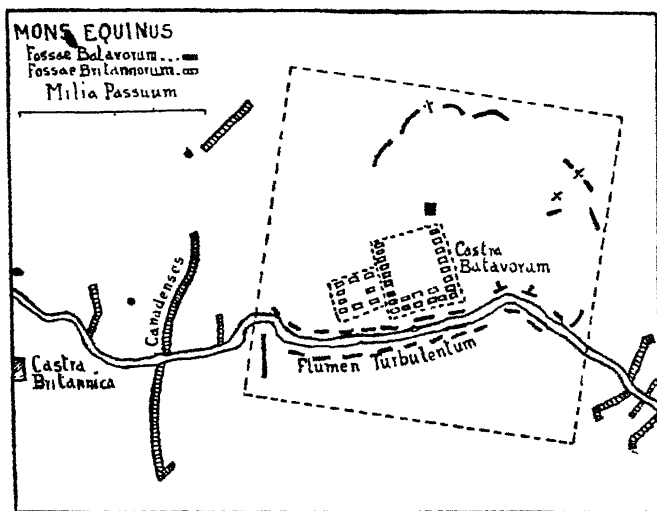 MONS EQUINUS
Fossae Batavorum...
Fossae Britannorum...
Milia Passuum
Canadenses
Castra
Batavorum
Castra
Britannica
Flumen Turbulentum